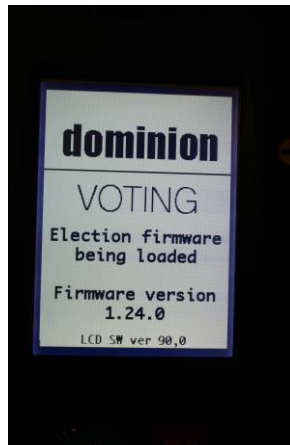 dominion
VOTING
Election firmware
being loaded
Firmware version
1.24.0
LCD SW ver 90,0